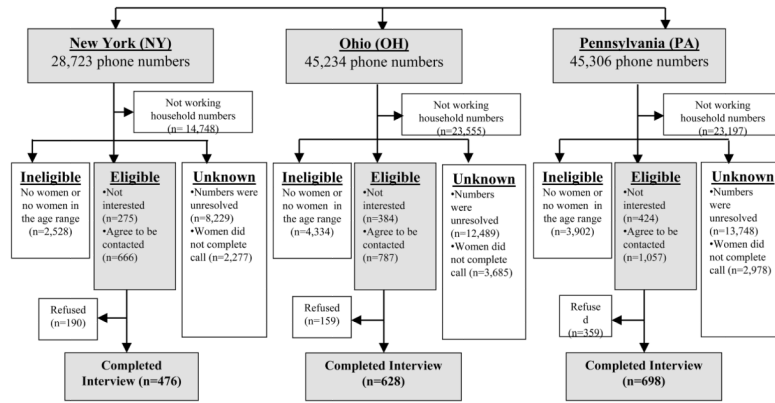 New York (NY)
28,723 phone numbers
Not working
household numbers
(n= 14,748)
Ineligible
No women or
no women in
the age range
(n=2,528)
Eligible
•Not
interested
(n=275)
•Agree to be
contacted
(n=666)
Unknown
•Numbers were
unresolved
(n=8,229)
•Women did
not complete
call (n=2,277)
Refused
(n=190)
Completed
Interview (n=476)
Ohio (OH)
45,234 phone numbers
Not working
household numbers
(n=23,555)
Ineligible
No women or
no women in
the age range
(n=4,334)
Eligible
•Not
interested
(n=384)
•Agree to be
contacted
(n=787)
Unknown
•Numbers
were
unresolved
(n=12,489)
•Women did
not complete
call (n=3,685)
Refused
(n=159)
Completed Interview
(n=628)
Pennsylvania (PA)
45,306 phone numbers
Not working
household numbers
(n=23,197)
Ineligible
No women or
no women in
the age range
(n=3,902)
Eligible
•Not
interested
(n=424)
•Agree to be
contacted
(n=1,057)
Unknown
•Numbers
were
unresolved
(n=13,748)
•Women did
not complete
call (n=2,978)
Refuse
d
(n=359)
Completed Interview
(n=698)